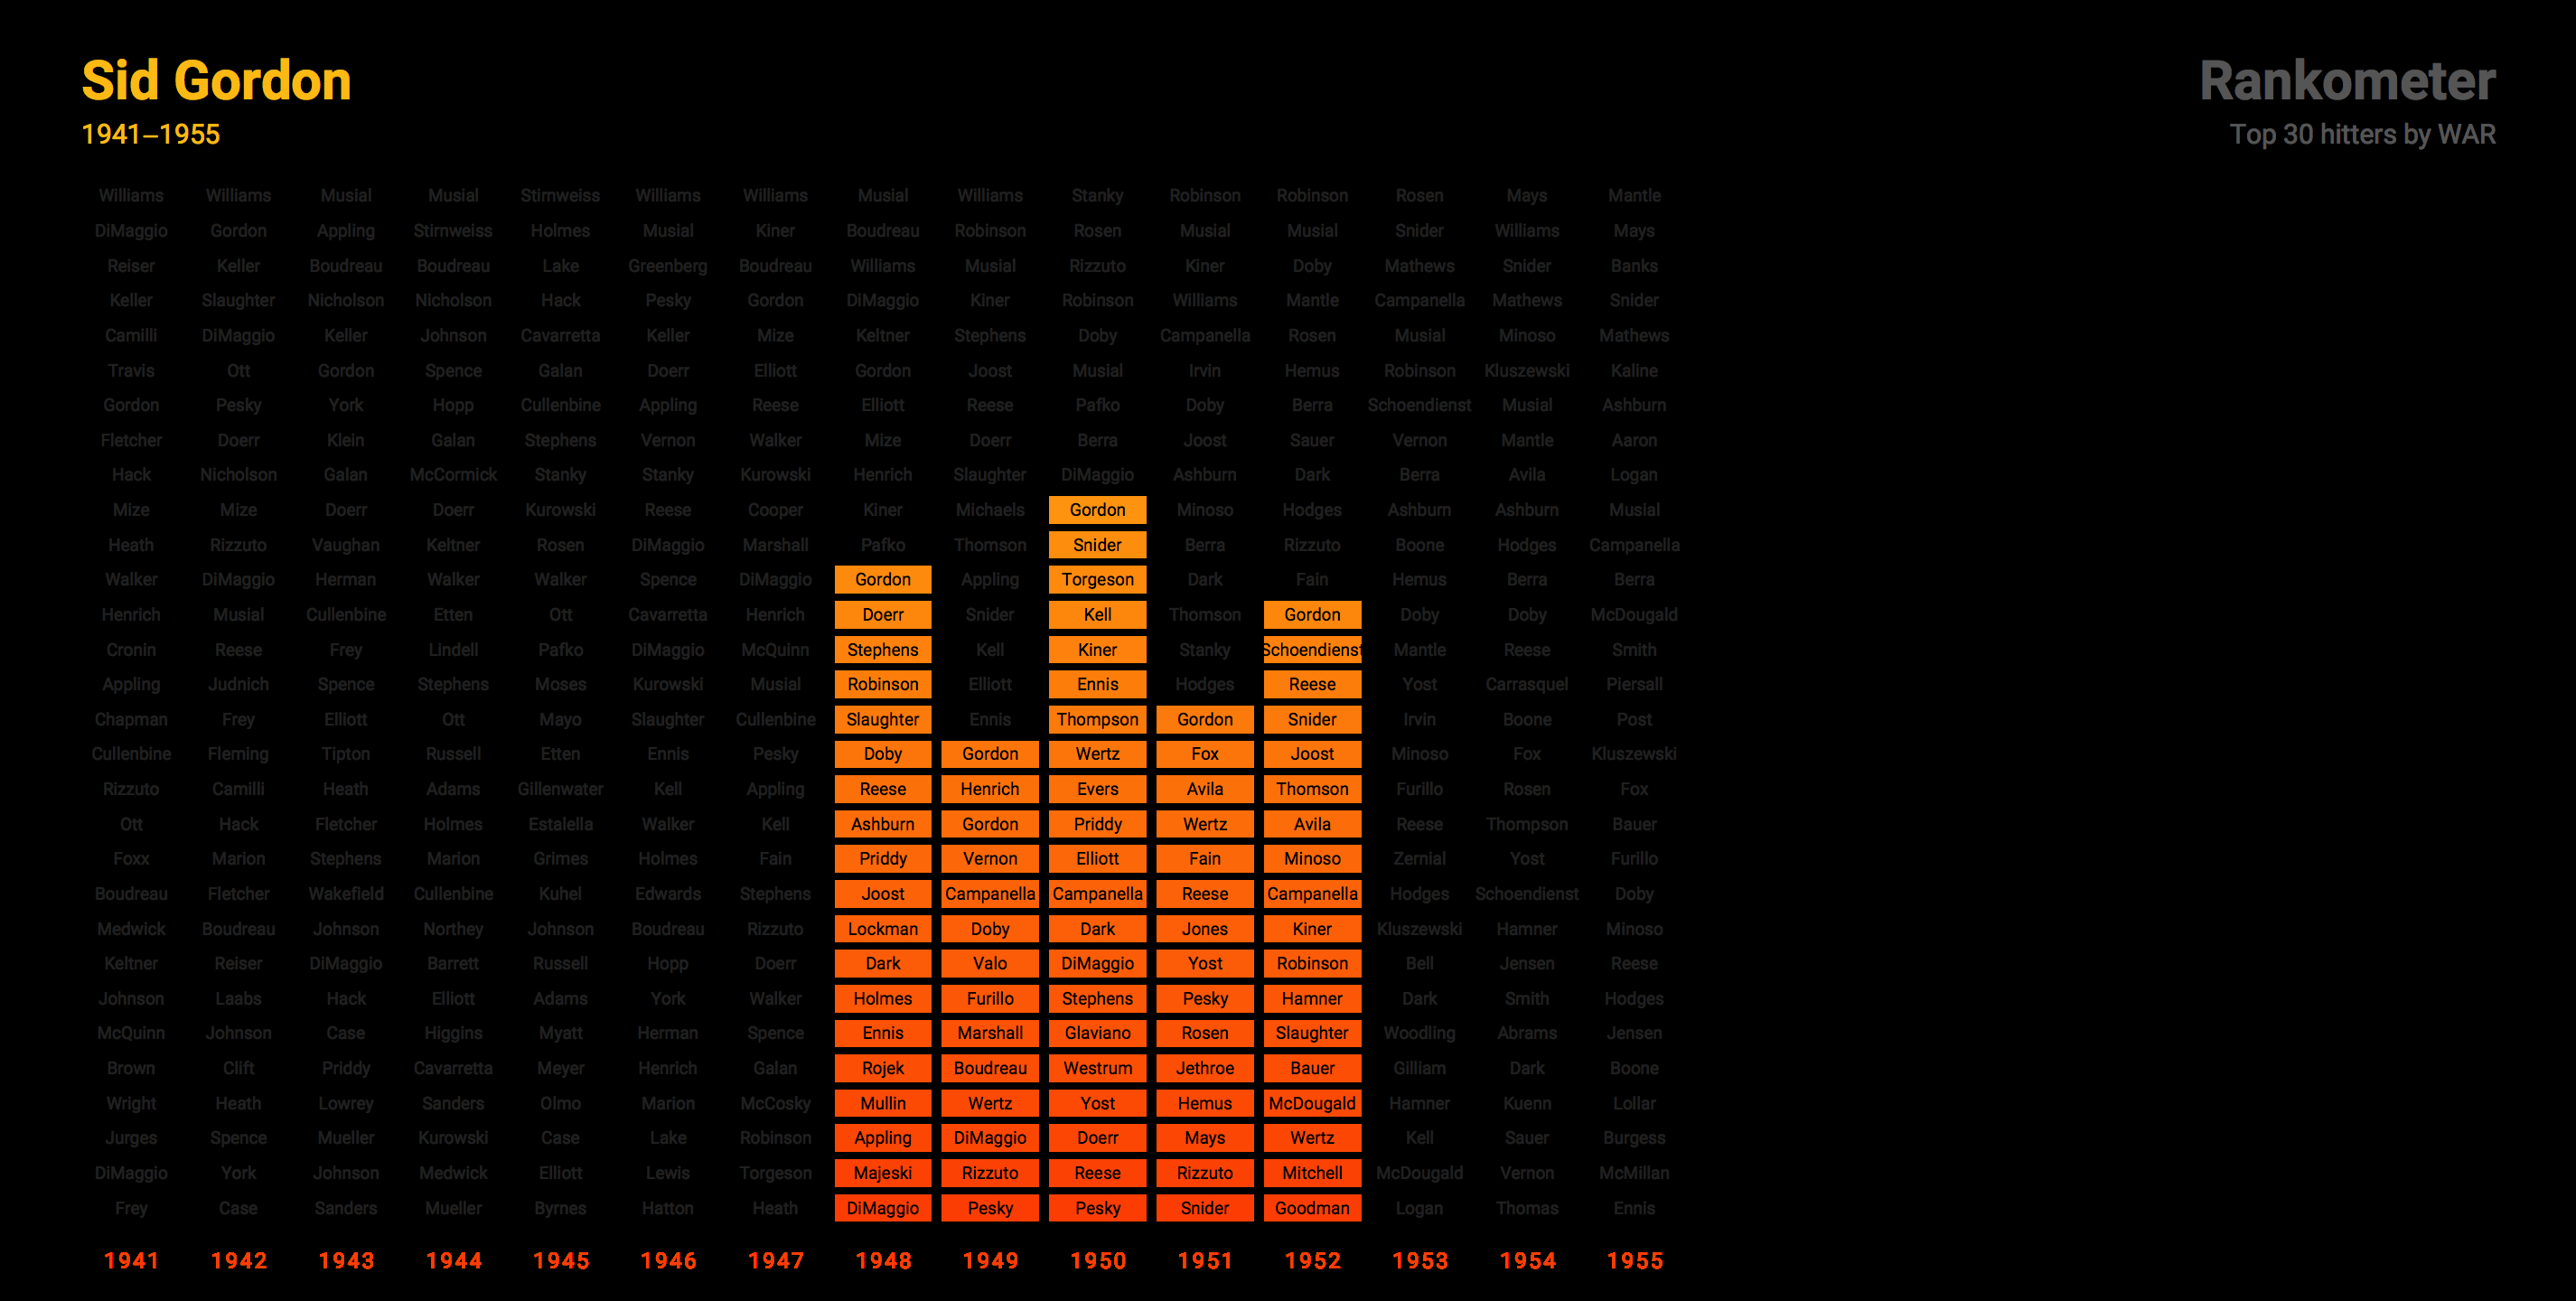 Sid Gordon
1941–1955
Rankometer
Top 30 hitters by WAR
Williams Williams Musial Musial Stirnweiss Williams Williams Musial Williams Stanky Robinson Robinson Rosen Mays Mantle
DiMaggio Gordon Appling Stirnweiss Holmes Musial Kiner Boudreau Robinson Rosen Musial Musial Snider Williams Mays
Reiser Keller Boudreau Boudreau Lake Greenberg Boudreau Williams Musial Rizzuto Kiner Doby Mathews Snider Banks
Keller Slaughter Nicholson Nicholson Hack Pesky Gordon DiMaggio Kiner Robinson Williams Mantle Campanella Mathews Snider
Camilli DiMaggio Keller Johnson Cavarretta Keller Mize Keltner Stephens Doby Campanella Rosen Musial Minoso Mathews
Travis Ott Gordon Spence Galan Doerr Elliott Gordon Joost Musial Irvin Hemus Robinson Kluszewski Kaline
Gordon Pesky York Hopp Cullenbine Appling Reese Elliott Reese Pafko Doby Berra Schoendienst Musial Ashburn
Fletcher Doerr Klein Galan Stephens Vernon Walker Mize Doerr Berra Joost Sauer Vernon Mantle Aaron
Hack Nicholson Galan McCormick Stanky Stanky Kurowski Henrich Slaughter DiMaggio Ashburn Dark Berra Avila Logan
Mize Mize Doerr Doerr Kurowski Reese Cooper Kiner Michaels Gordon Minoso Hodges Ashburn Ashburn Musial
Heath Rizzuto Vaughan Keltner Rosen DiMaggio Marshall Pafko Thomson Snider Berra Rizzuto Boone Hodges Campanella
Walker DiMaggio Herman Walker Walker Spence DiMaggio Gordon Appling Torgeson Dark Fain Hemus Berra Berra
Henrich Musial Cullenbine Etten Ott Cavarretta Henrich Doerr Snider Kell Thomson Gordon Doby Doby McDougald
Cronin Reese Frey Lindell Pafko DiMaggio McQuinn Stephens Kell Kiner Stanky Schoendienst Mantle Reese Smith
Appling Judnich Spence Stephens Moses Kurowski Musial Robinson Elliott Ennis Hodges Reese Yost Carrasquel Piersall
Chapman Frey Elliott Ott Mayo Slaughter Cullenbine Slaughter Ennis Thompson Gordon Snider Irvin Boone Post
Cullenbine Fleming Tipton Russell Etten Ennis Pesky Doby Gordon Wertz Fox Joost Minoso Fox Kluszewski
Rizzuto Camilli Heath Adams Gillenwater Kell Appling Reese Henrich Evers Avila Thomson Furillo Rosen Fox
Ott Hack Fletcher Holmes Estalella Walker Kell Ashburn Gordon Priddy Wertz Avila Reese Thompson Bauer
Foxx Marion Stephens Marion Grimes Holmes Fain Priddy Vernon Elliott Fain Minoso Zernial Yost Furillo
Boudreau Fletcher Wakefield Cullenbine Kuhel Edwards Stephens Joost Campanella Campanella Reese Campanella Hodges Schoendienst Doby
Medwick Boudreau Johnson Northey Johnson Boudreau Rizzuto Lockman Doby Dark Jones Kiner Kluszewski Hamner Minoso
Keltner Reiser DiMaggio Barrett Russell Hopp Doerr Dark Valo DiMaggio Yost Robinson Bell Jensen Reese
Johnson Laabs Hack Elliott Adams York Walker Holmes Furillo Stephens Pesky Hamner Dark Smith Hodges
McQuinn Johnson Case Higgins Myatt Herman Spence Ennis Marshall Glaviano Rosen Slaughter Woodling Abrams Jensen
Brown Clift Priddy Cavarretta Meyer Henrich Galan Rojek Boudreau Westrum Jethroe Bauer Gilliam Dark Boone
Wright Heath Lowrey Sanders Olmo Marion McCosky Mullin Wertz Yost Hemus McDougald Hamner Kuenn Lollar
Jurges Spence Mueller Kurowski Case Lake Robinson Appling DiMaggio Doerr Mays Wertz Kell Sauer Burgess
DiMaggio York Johnson Medwick Elliott Lewis Torgeson Majeski Rizzuto Reese Rizzuto Mitchell McDougald Vernon McMillan
Frey Case Sanders Mueller Byrnes Hatton Heath DiMaggio Pesky Pesky Snider Goodman Logan Thomas Ennis
1941 1942 1943 1944 1945 1946 1947 1948 1949 1950 1951 1952 1953 1954 1955